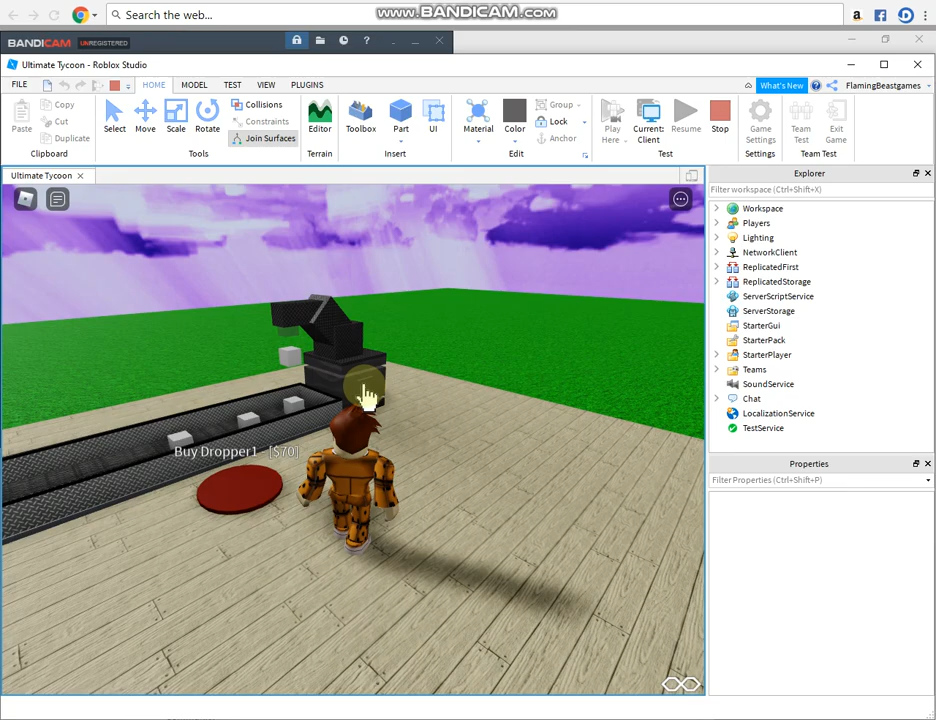 www.BANDICAM.com
Search the web...
BANDICAM UNREGISTERED
Ultimate Tycoon - Roblox Studio
FILE HOME MODEL TEST VIEW PLUGINS What's New FlamingBeastgames
Paste Copy Cut Duplicate Select Move Scale Rotate Collisions Constraints Join Surfaces Editor Toolbox Part UI Material Color Group Lock Anchor Play Here Current: Client Resume Stop Game Settings Team Test Exit Game
Clipboard Tools Terrain Insert Edit Test Settings Team Test
Ultimate Tycoon
Buy Dropper1 - [$70]
Explorer
Filter workspace (Ctrl+Shift+X)
Workspace
Players
Lighting
NetworkClient
ReplicatedFirst
ReplicatedStorage
ServerScriptService
ServerStorage
StarterGui
StarterPack
StarterPlayer
Teams
SoundService
Chat
LocalizationService
TestService
Properties
Filter Properties (Ctrl+Shift+P)